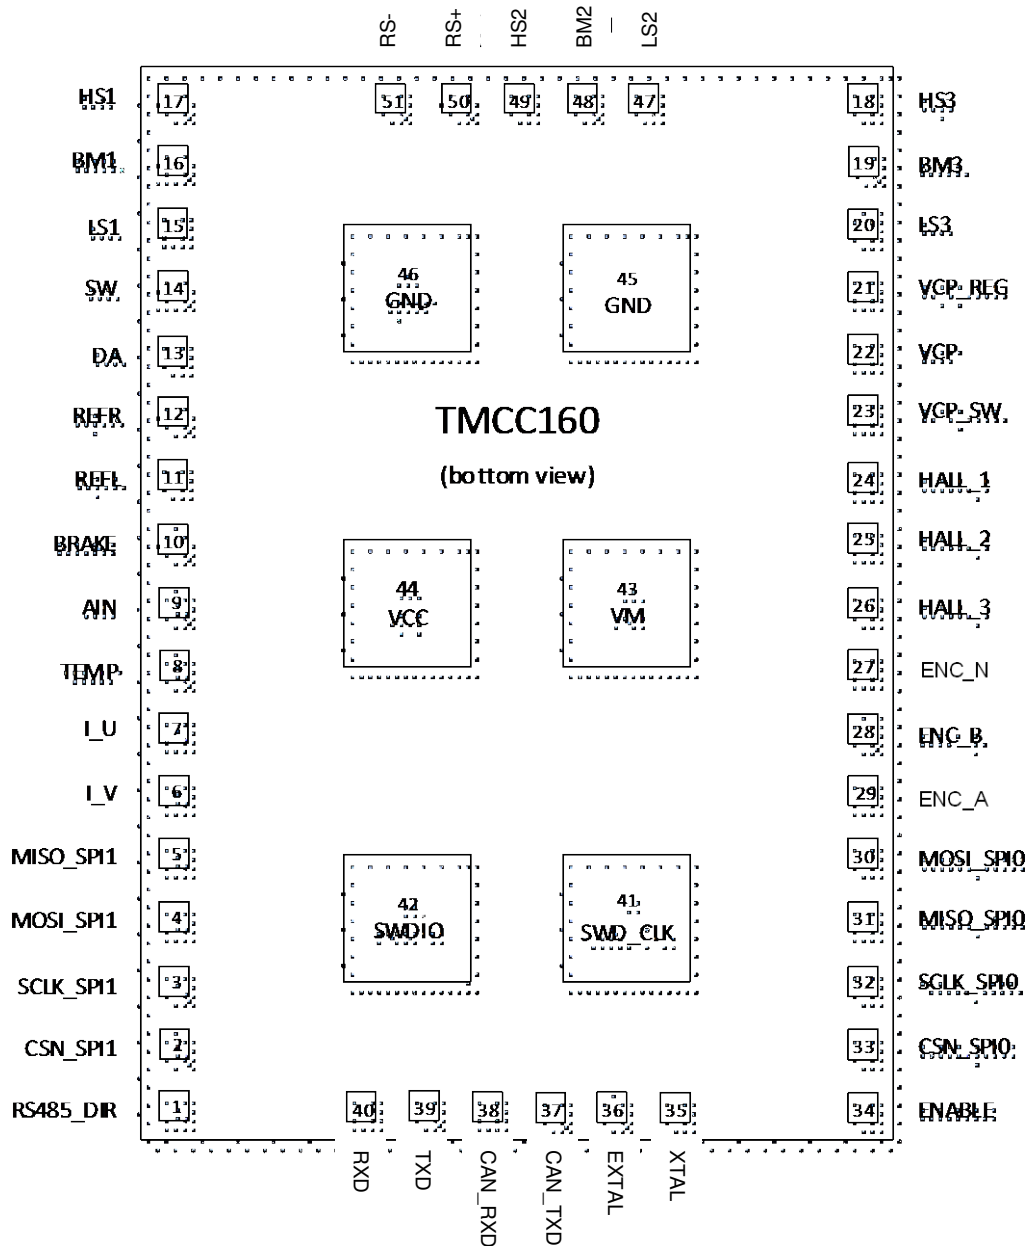 RS- RS+ HS2 BM2 LS2
HS1 17 51 50 49 48 47 18 HS3
BM1 16 19 BM3
LS1 15 20 LS3
46 GND
45 GND
SW 14 21 VCP_REG
DA 13 22 VCP
REFR 12 23 VCP_SW
TMCC160
(bottom view)
REFL 11 24 HALL_1
BRAKE 10 25 HALL_2
44 VCC
43 VM
AIN 9 26 HALL_3
TEMP 8 27 ENC_N
I_U 7 28 ENC_B
I_V 6 29 ENC_A
MISO_SPI1 5 30 MOSI_SPI0
42 SWDIO
41 SWD_CLK
MOSI_SPI1 4 31 MISO_SPI0
SCLK_SPI1 3 32 SCLK_SPI0
CSN_SPI1 2 33 CSN_SPI0
RS485_DIR 1 40 39 38 37 36 35 34 ENABLE
RXD TXD CAN_RXD CAN_TXD EXTAL XTAL